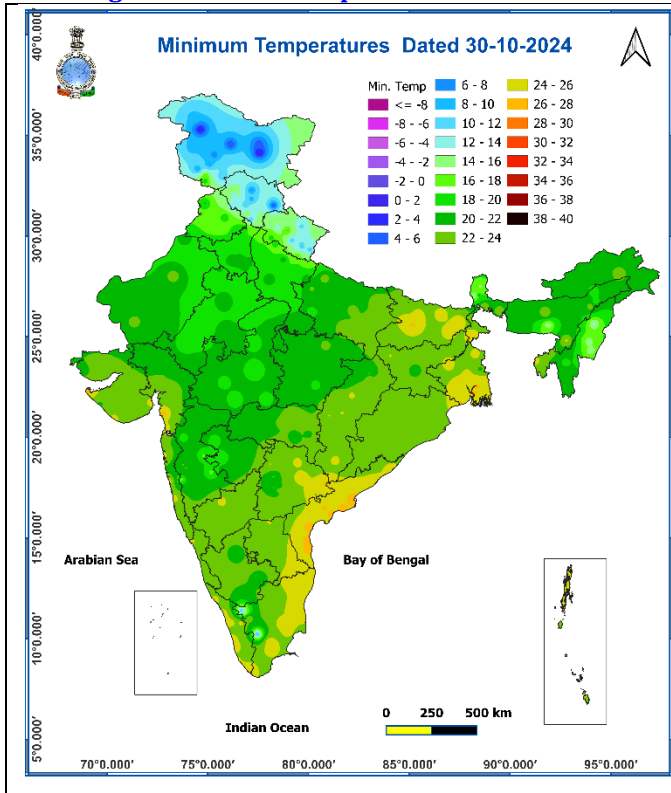 Minimum Temperatures Dated 30-10-2024
Min. Temp
<= -8
-8 - -6
-6 - -4
-4 - -2
-2 - 0
0 - 2
2 - 4
4 - 6
6 - 8
8 - 10
10 - 12
12 - 14
14 - 16
16 - 18
18 - 20
20 - 22
22 - 24
24 - 26
26 - 28
28 - 30
30 - 32
32 - 34
34 - 36
36 - 38
38 - 40
40°0.000'
35°0.000'
30°0.000'
25°0.000'
20°0.000'
15°0.000'
10°0.000'
5°0.000'
Arabian Sea
Bay of Bengal
Indian Ocean
0 250 500 km
70°0.000' 75°0.000' 80°0.000' 85°0.000' 90°0.000' 95°0.000'